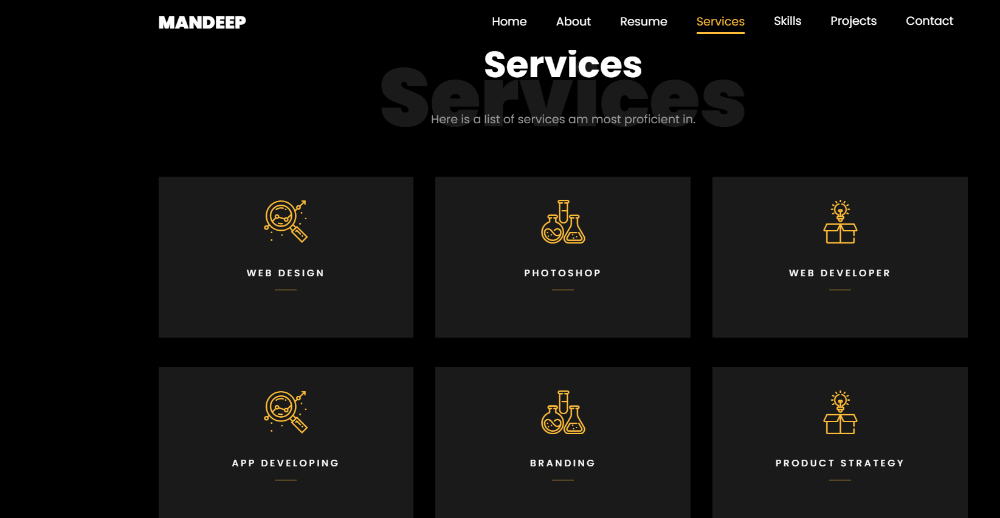 MANDEEP
Home About Resume Services Skills Projects Contact
Services
Services
Here is a list of services am most proficient in.
WEB DESIGN
PHOTOSHOP
WEB DEVELOPER
APP DEVELOPING
BRANDING
PRODUCT STRATEGY